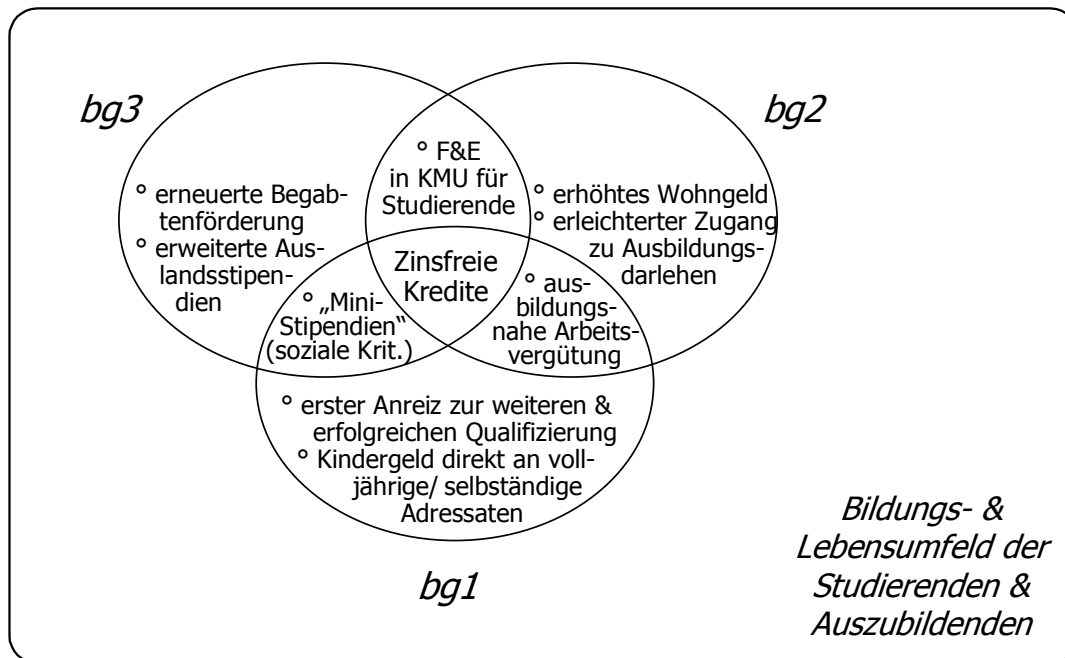 bg3
bg2
° F&E
in KMU für
Studierende
° erneuerte Begab-
tenförderung
° erweiterte Aus-
landsstipen-
dien
° erhöhtes Wohngeld
° erleichterter Zugang
zu Ausbildungs-
darlehen
Zinsfreie
Kredite
° „Mini-
Stipendien“
(soziale Krit.)
° aus-
bildungs-
nahe Arbeits-
vergütung
° erster Anreiz zur weiteren &
erfolgreichen Qualifizierung
° Kindergeld direkt an voll-
jährige/ selbständige
Adressaten
bg1
Bildungs- &
Lebensumfeld der
Studierenden &
Auszubildenden